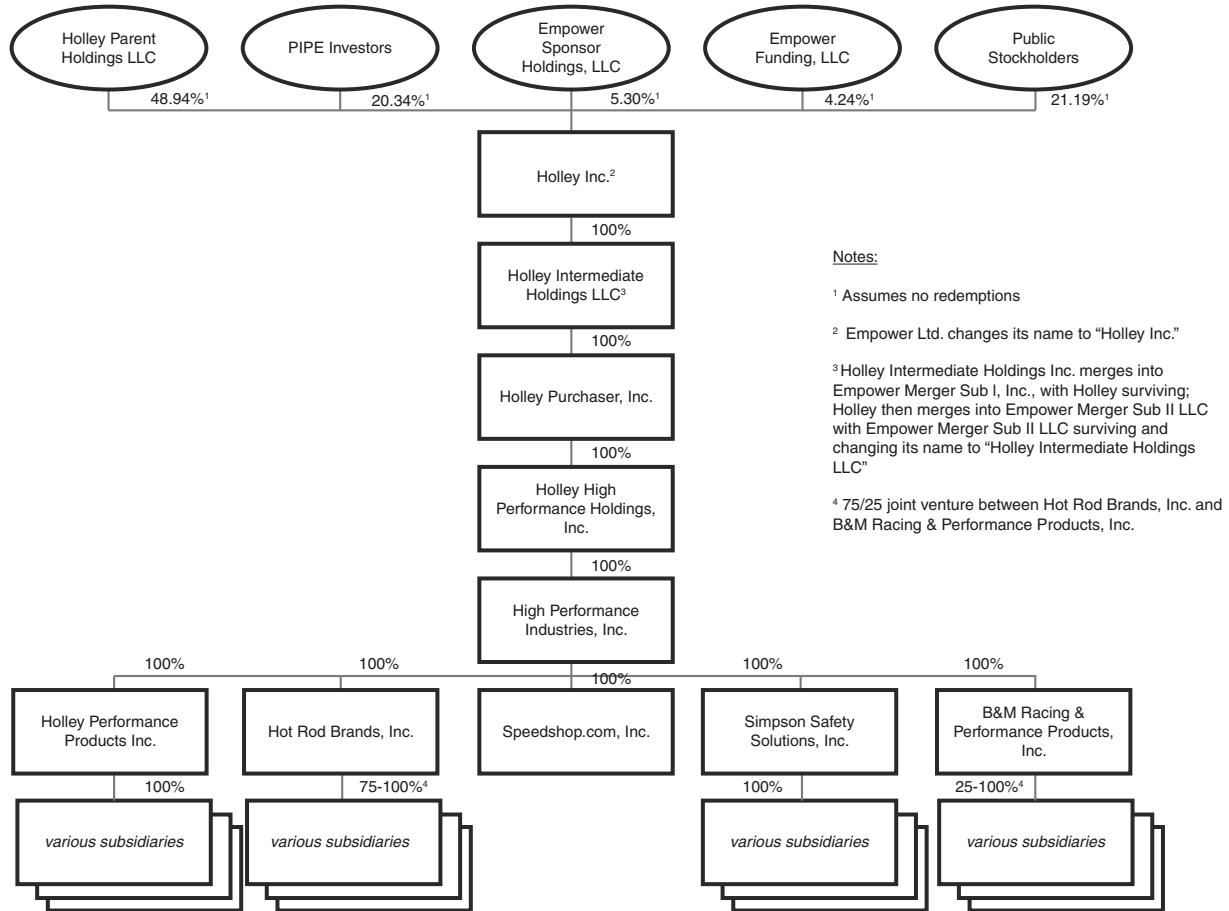 Holley Parent
Holdings LLC
PIPE Investors
Empower
Sponsor
Holdings, LLC
Empower
Funding, LLC
Public
Stockholders
48.94%¹
20.34%¹
5.30%¹
4.24%¹
21.19%¹
Holley Inc.²
100%
Holley Intermediate
Holdings LLC³
100%
Holley Purchaser, Inc.
100%
Holley High
Performance Holdings,
Inc.
100%
High Performance
Industries, Inc.
Notes:
¹ Assumes no redemptions
² Empower Ltd. changes its name to “Holley Inc.”
³ Holley Intermediate Holdings Inc. merges into
Empower Merger Sub I, Inc., with Holley surviving;
Holley then merges into Empower Merger Sub II LLC
with Empower Merger Sub II LLC surviving and
changing its name to “Holley Intermediate Holdings
LLC”
⁴ 75/25 joint venture between Hot Rod Brands, Inc. and
B&M Racing & Performance Products, Inc.
100%
100%
100%
100%
100%
Holley Performance
Products Inc.
Hot Rod Brands, Inc.
Speedshop.com, Inc.
Simpson Safety
Solutions, Inc.
B&M Racing &
Performance Products,
Inc.
100%
75-100%⁴
100%
25-100%⁴
various subsidiaries
various subsidiaries
various subsidiaries
various subsidiaries